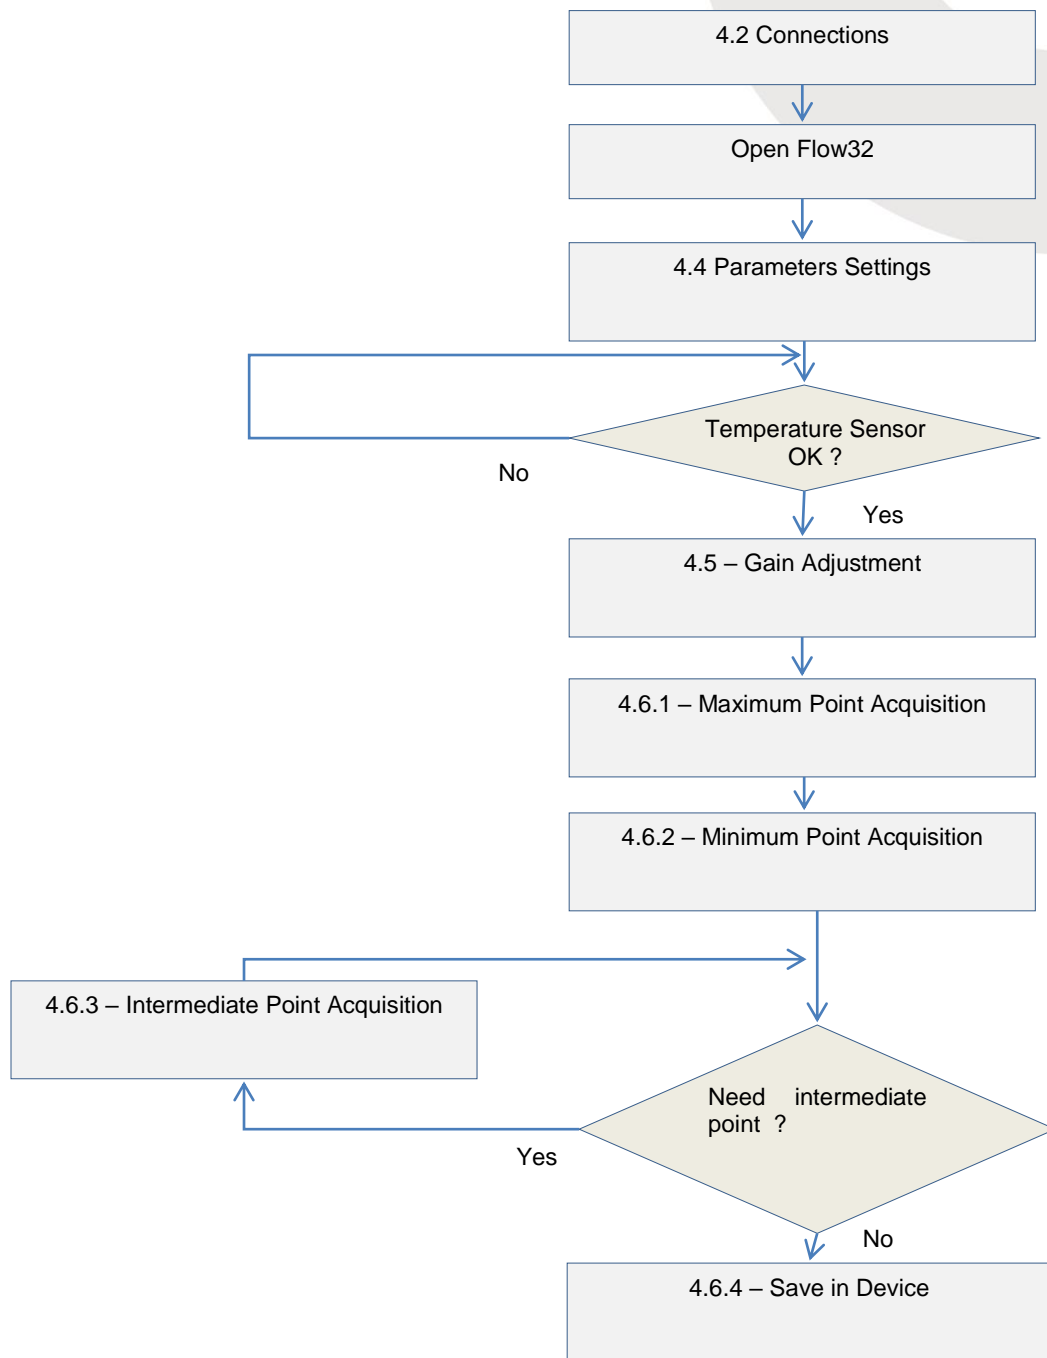 4.2 Connections
Open Flow32
4.4 Parameters Settings
Temperature Sensor
OK ?
No
Yes
4.5 – Gain Adjustment
4.6.1 – Maximum Point Acquisition
4.6.2 – Minimum Point Acquisition
4.6.3 – Intermediate Point Acquisition
Need intermediate
point ?
Yes
No
4.6.4 – Save in Device